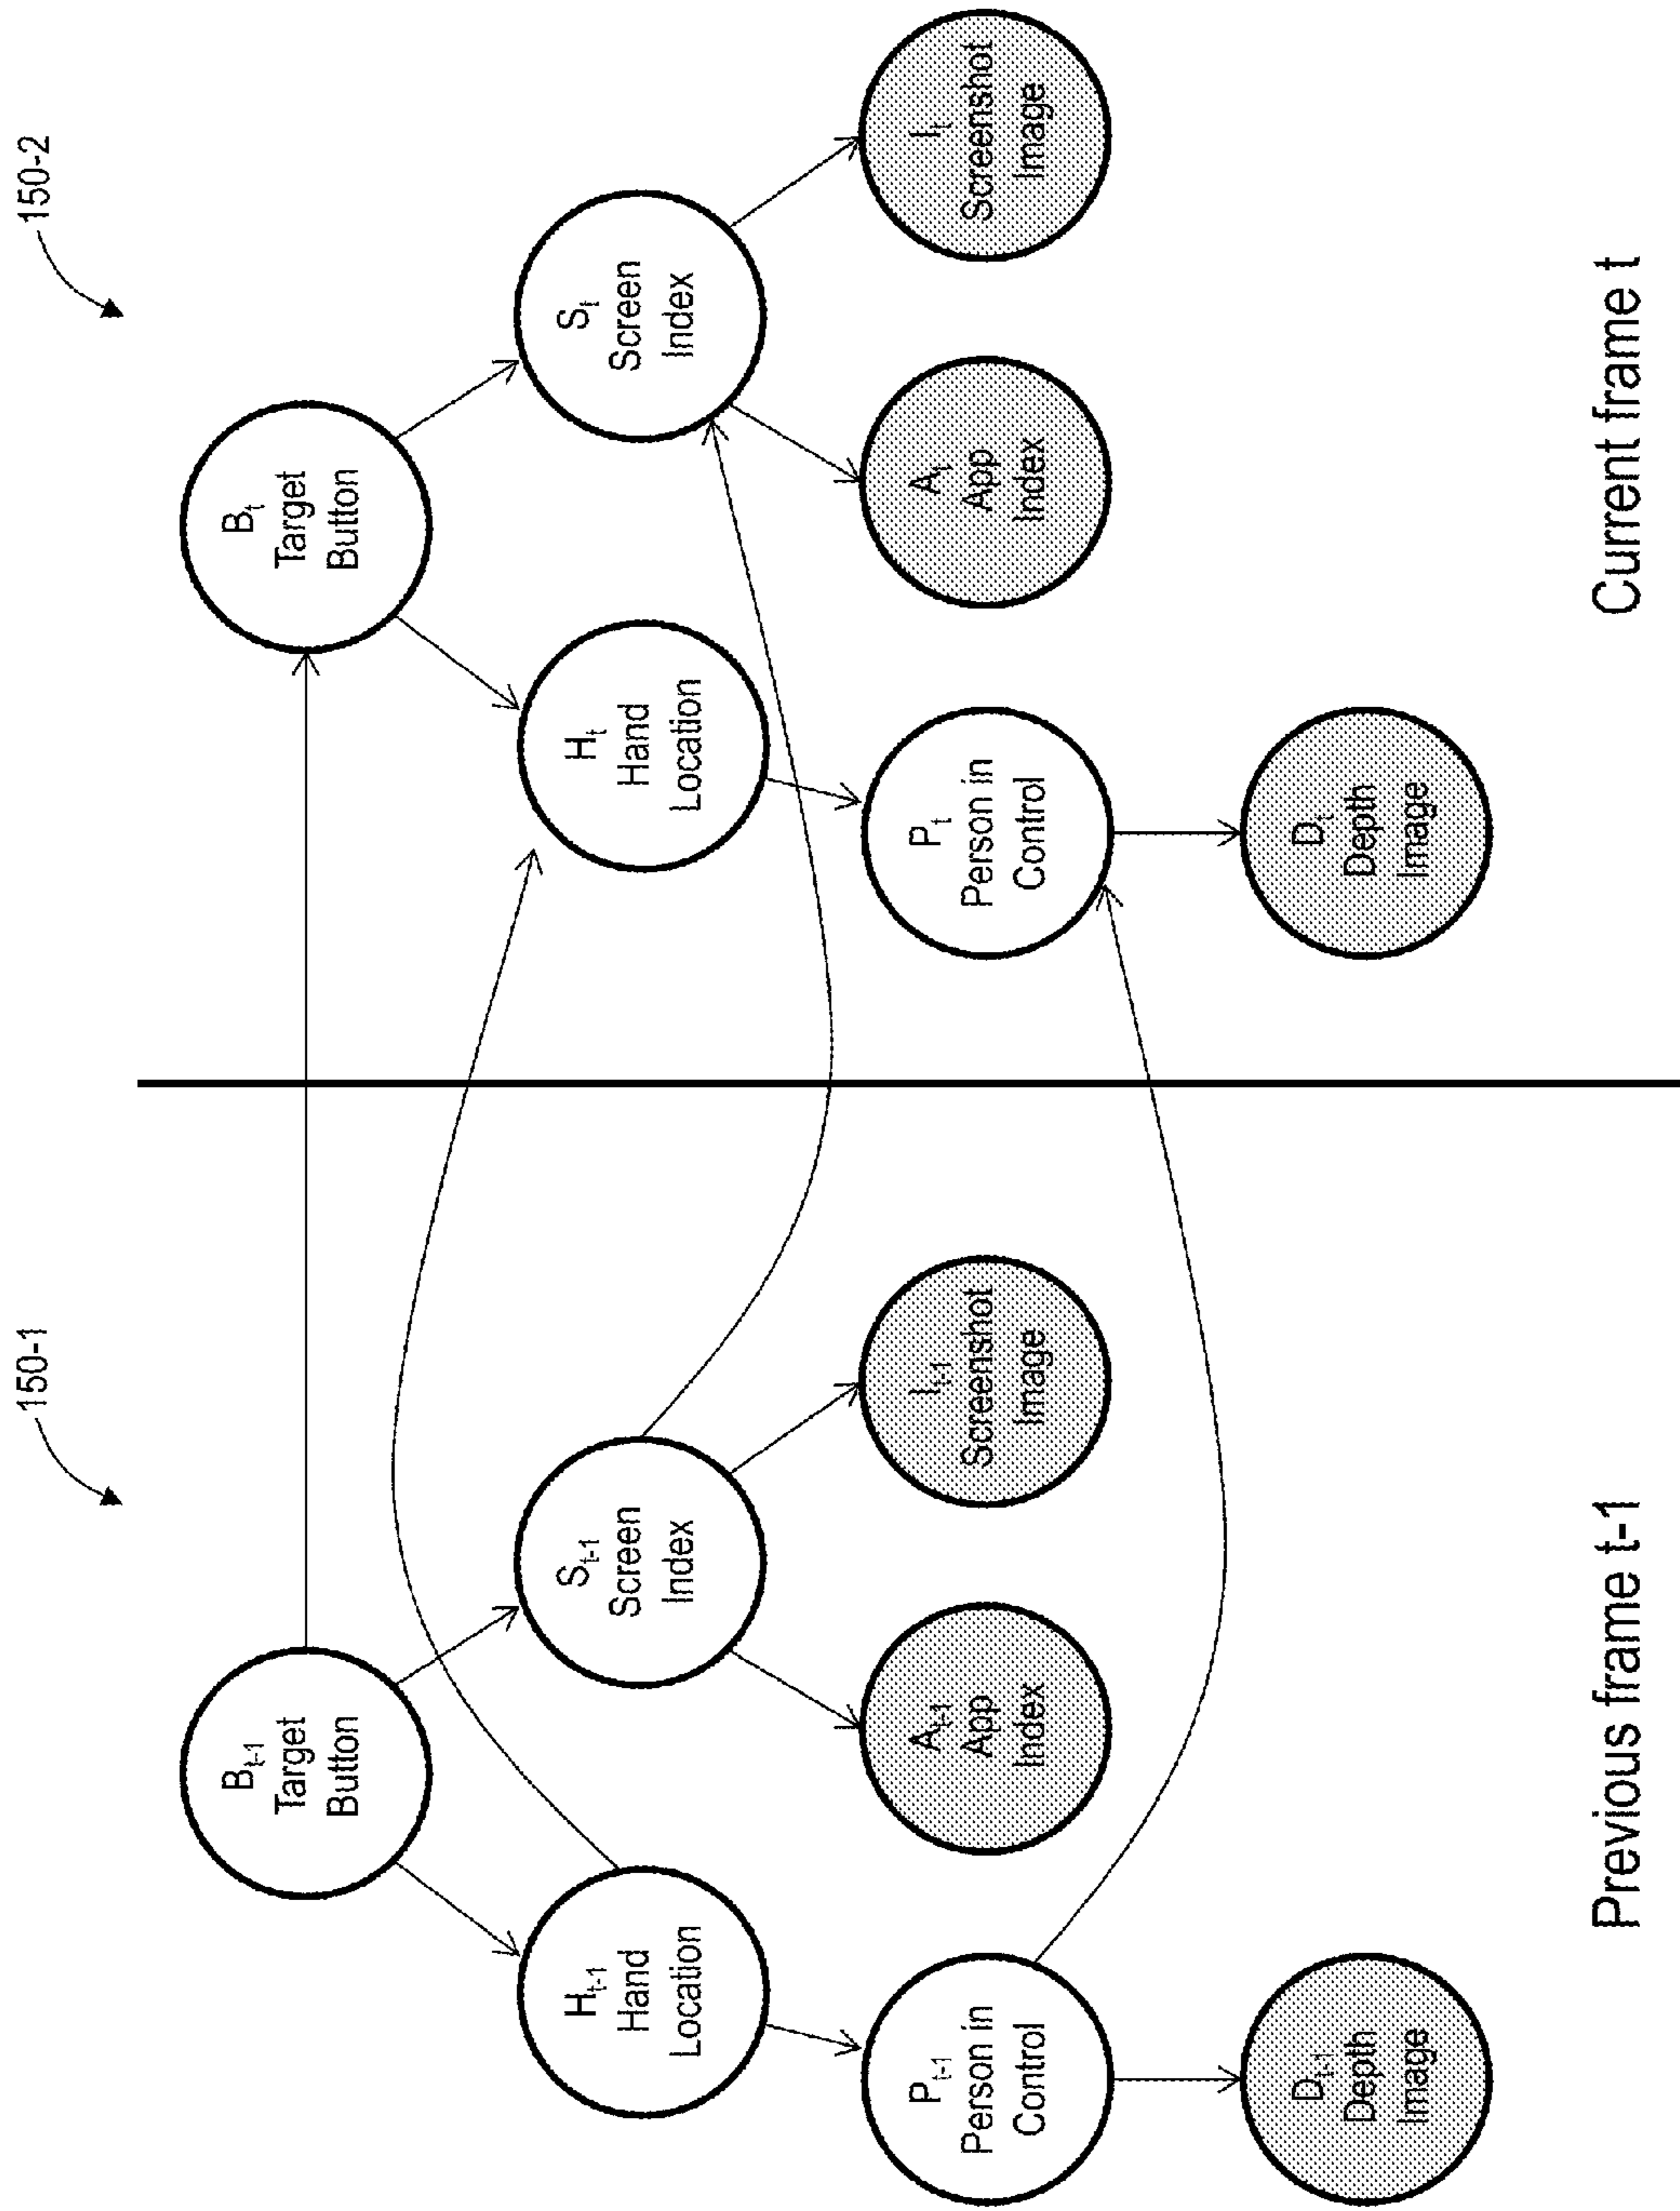 150-1
B_{t-1}
Target
Button
H_{t-1}
Hand
Location
S_{t-1}
Screen
Index
P_{t-1}
Person in
Control
A_{t-1}
App
Index
I_{t-1}
Screenshot
Image
D_{t-1}
Depth
Image
Previous frame t-1
150-2
B_t
Target
Button
H_t
Hand
Location
S_t
Screen
Index
P_t
Person in
Control
A_t
App
Index
I_t
Screenshot
Image
D_t
Depth
Image
Current frame t